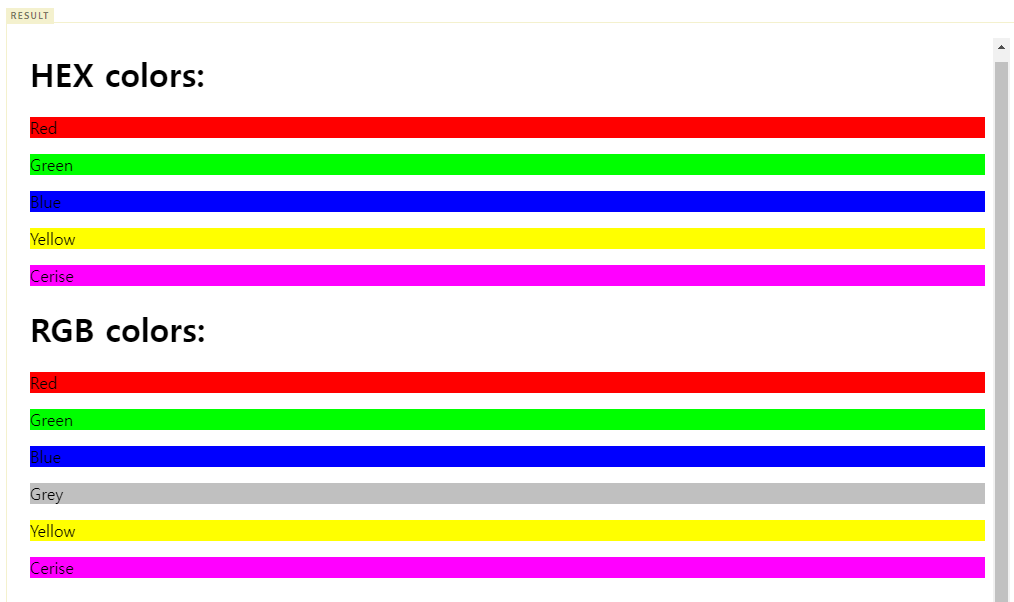 RESULT
HEX colors:
Red
Green
Blue
Yellow
Cerise
RGB colors:
Red
Green
Blue
Grey
Yellow
Cerise